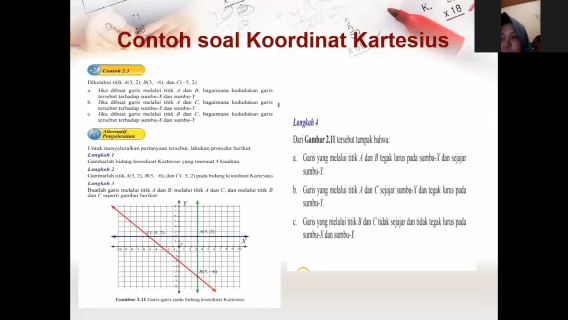 Contoh soal Koordinat Kartesius
Contoh 2.3
Diketahui titik A(3, 2), B(3, −6), dan C(−5, 2).
a. Jika dibuat garis melalui titik A dan B, bagaimana kedudukan garis
tersebut terhadap sumbu-X dan sumbu-Y
b. Jika dibuat garis melalui titik A dan C, bagaimana kedudukan garis
tersebut terhadap sumbu-X dan sumbu-Y
c. Jika dibuat garis melalui titik B dan C, bagaimana kedudukan garis
tersebut terhadap sumbu-X dan sumbu-Y
Alternatif
Penyelesaian
Untuk menyelesaikan pertanyaan tersebut, lakukan prosedur berikut.
Langkah 1
Gambarlah bidang koordinat Kartesius yang memuat 4 kuadran.
Langkah 2
Gambarlah titik A(3, 2), B(3, −6), dan C(−5, 2) pada bidang koordinat Kartesius
Langkah 3
Buatlah garis melalui titik A dan B, melalui titik A dan C, dan melalui titik B
dan C seperti gambar berikut
Y
A(3, 2)
X
B(3, −6)
Gambar 2.11 Garis-garis pada bidang koordinat Kartesius
Langkah 4
Dari Gambar 2.11 tersebut tampak bahwa:
a. Garis yang melalui titik A dan B tegak lurus pada sumbu-X dan sejajar
sumbu-Y.
b. Garis yang melalui titik A dan C sejajar sumbu-X dan tegak lurus pada
sumbu-Y.
c. Garis yang melalui titik B dan C tidak sejajar dan tidak tegak lurus pada
sumbu-X dan sumbu-Y.